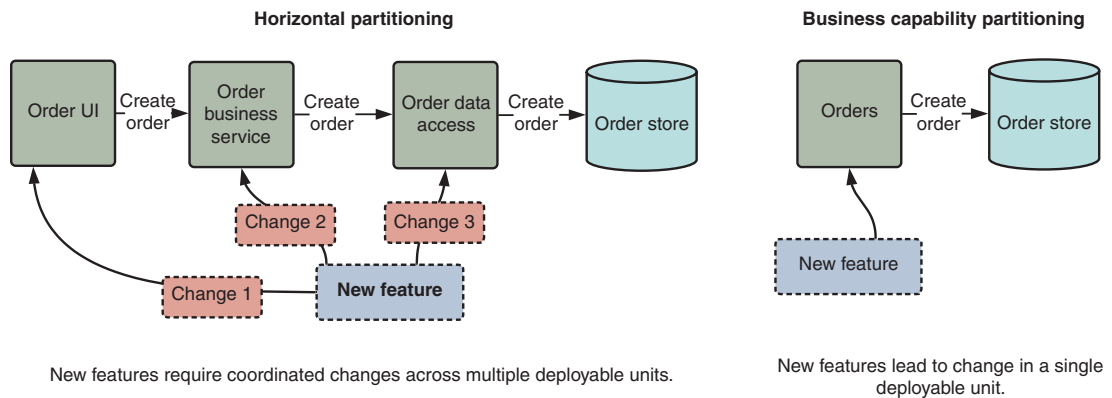 Horizontal partitioning
Order UI
Create
order
Order
business
service
Create
order
Order data
access
Create
order
Order store
Change 1
Change 2
Change 3
New feature
New features require coordinated changes across multiple deployable units.
Business capability partitioning
Orders
Create
order
Order store
New feature
New features lead to change in a single
deployable unit.